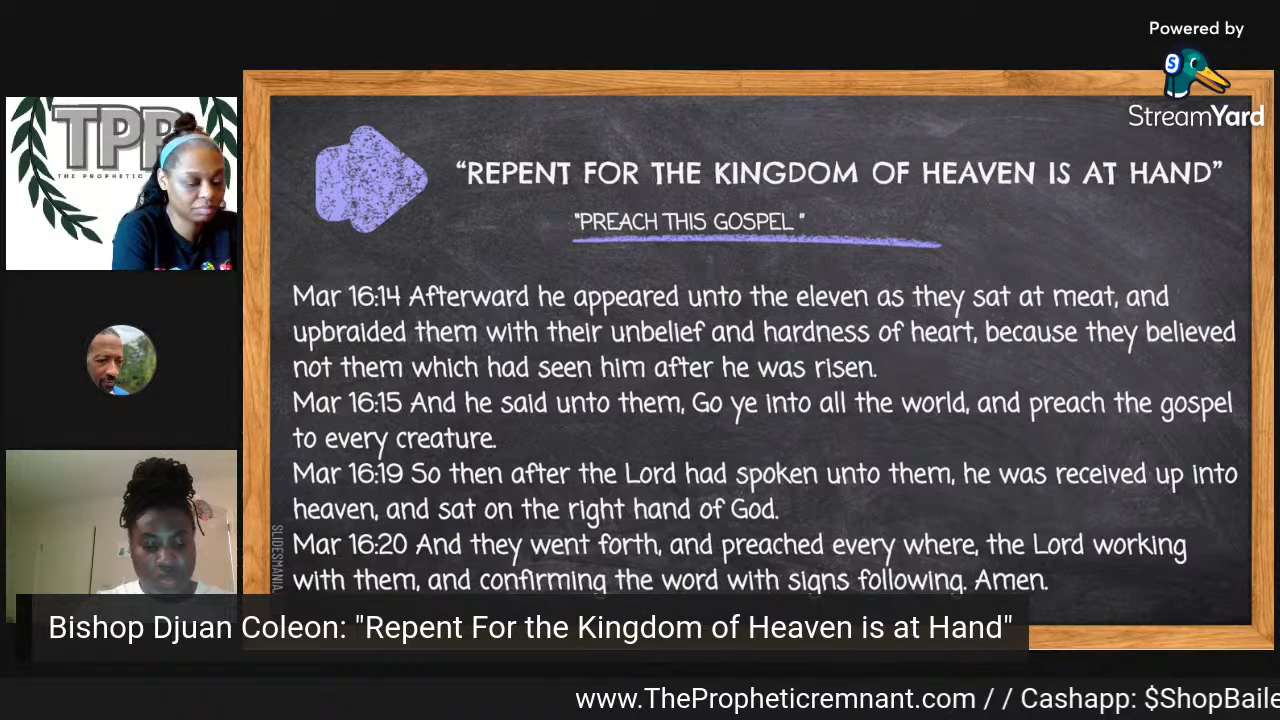 Powered by
StreamYard
TPR
THE PROPHETIC
"REPENT FOR THE KINGDOM OF HEAVEN IS AT HAND"
"PREACH THIS GOSPEL "
Mar 16:14 Afterward he appeared unto the eleven as they sat at meat, and
upbraided them with their unbelief and hardness of heart, because they believed
not them which had seen him after he was risen.
Mar 16:15 And he said unto them, Go ye into all the world, and preach the gospel
to every creature.
Mar 16:19 So then after the Lord had spoken unto them, he was received up into
heaven, and sat on the right hand of God.
Mar 16:20 And they went forth, and preached every where, the Lord working
with them, and confirming the word with signs following. Amen.
SLIDESMANIA
Bishop Djuan Coleon: "Repent For the Kingdom of Heaven is at Hand"
www.ThePropheticremnant.com / / Cashapp: $ShopBaile